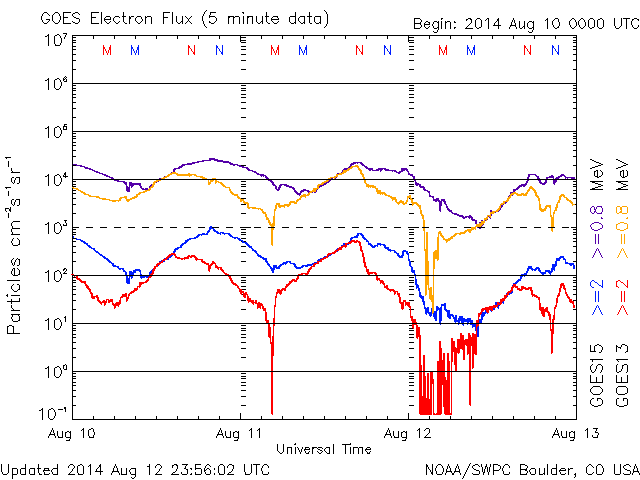 GOES Electron Flux (5 minute data)
Begin: 2014 Aug 10 0000 UTC
M M N N M M N N M M N N
10⁷
10⁶
10⁵
10⁴
10³
10²
10¹
10⁰
10⁻¹
Particles cm⁻²s⁻¹sr⁻¹
Aug 10 Aug 11 Aug 12 Aug 13
Universal Time
GOES15 >=2 >=0.8 MeV
GOES13 >=2 >=0.8 MeV
Updated 2014 Aug 12 23:56:02 UTC
NOAA/SWPC Boulder, CO USA